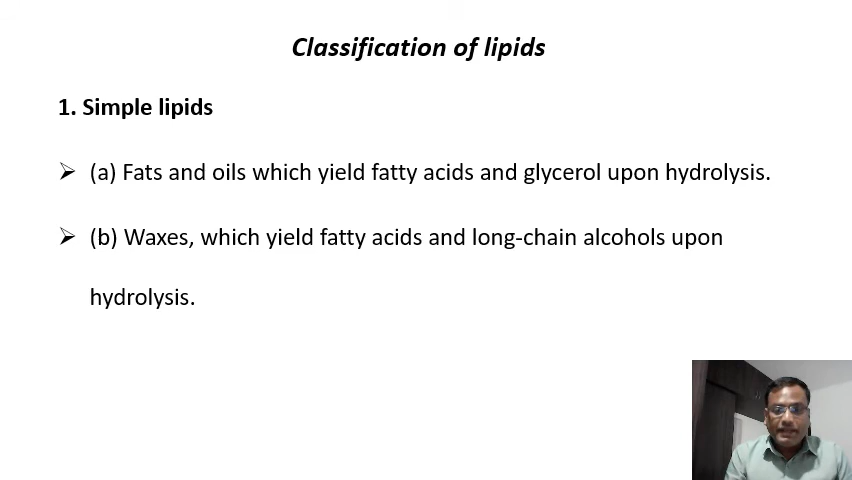 Classification of lipids
1. Simple lipids
➢ (a) Fats and oils which yield fatty acids and glycerol upon hydrolysis.
➢ (b) Waxes, which yield fatty acids and long-chain alcohols upon
hydrolysis.